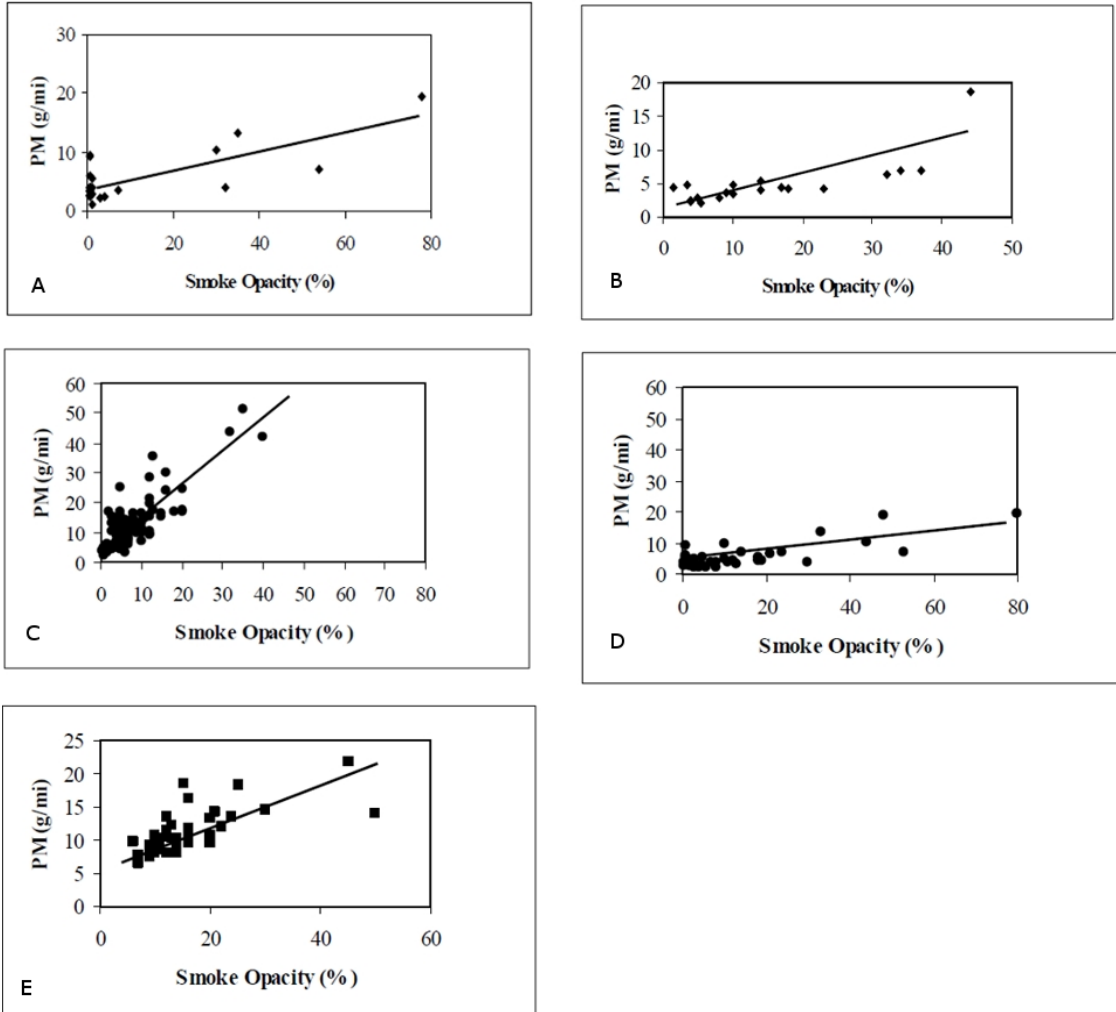 30
20
10
0
PM (g/mi)
0 20 40 60 80
Smoke Opacity (%)
A
20
15
10
5
0
PM (g/mi)
0 10 20 30 40 50
Smoke Opacity (%)
B
60
50
40
30
20
10
0
PM (g/mi)
0 10 20 30 40 50 60 70 80
Smoke Opacity (% )
C
60
50
40
30
20
10
0
PM (g/mi)
0 20 40 60 80
Smoke Opacity (% )
D
25
20
15
10
5
0
PM (g/mi)
0 20 40 60
Smoke Opacity (% )
E